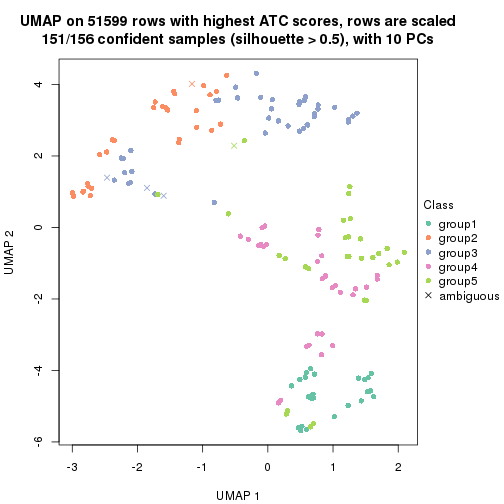 UMAP on 51599 rows with highest ATC scores, rows are scaled
151/156 confident samples (silhouette > 0.5), with 10 PCs
4
2
0
-2
-4
-6
UMAP 2
-3
-2
-1
0
1
2
UMAP 1
Class
group1
group2
group3
group4
group5
ambiguous